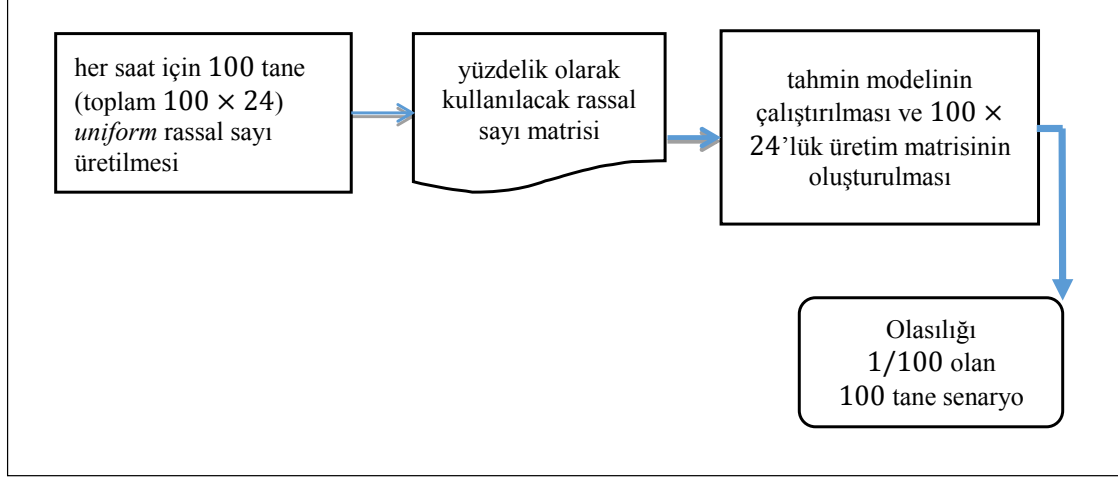 her saat için 100 tane
(toplam 100 × 24)
uniform rassal sayı
üretilmesi
yüzdelik olarak
kullanılacak rassal
sayı matrisi
tahmin modelinin
çalıştırılması ve 100 ×
24’lük üretim matrisinin
oluşturulması
Olasılığı
1/100 olan
100 tane senaryo